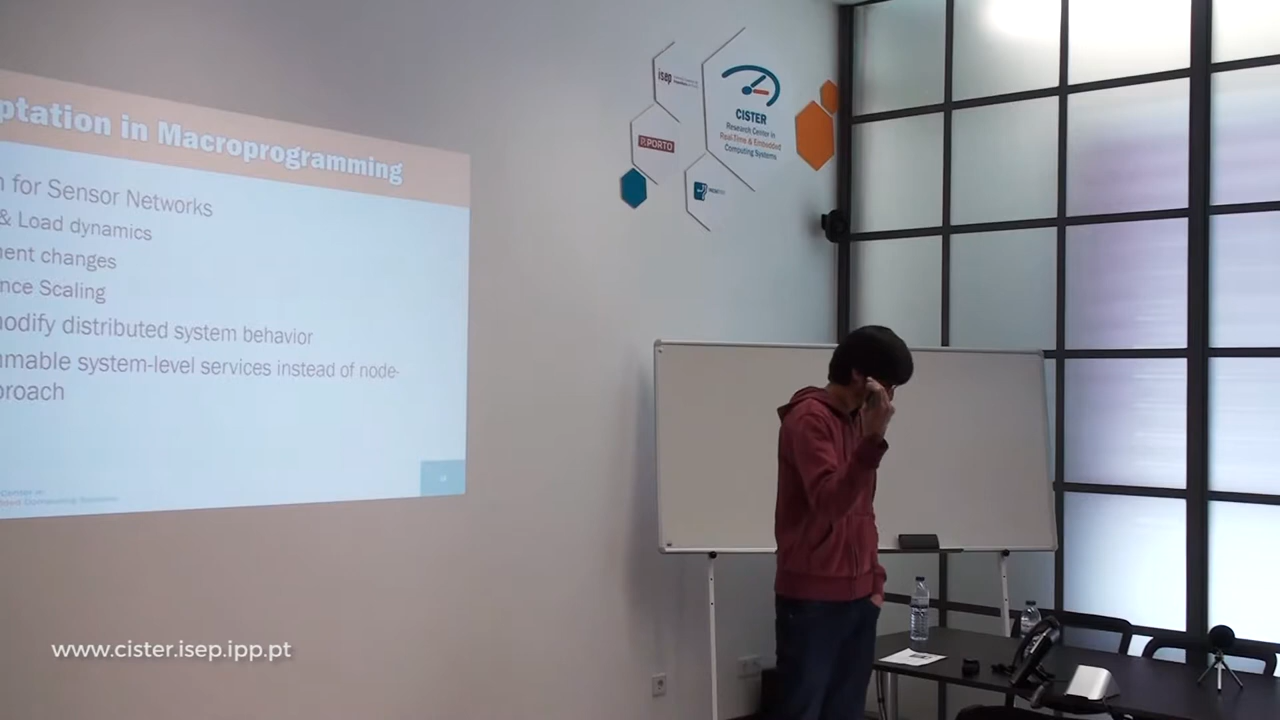 ptation in Macroprogramming
n for Sensor Networks
& Load dynamics
ent changes
nce Scaling
odify distributed system behavior
mable system-level services instead of node-
proach
isep
CISTER
Research Center in
Real-Time & Embedded
Computing Systems
P.PORTO
www.cister.isep.ipp.pt